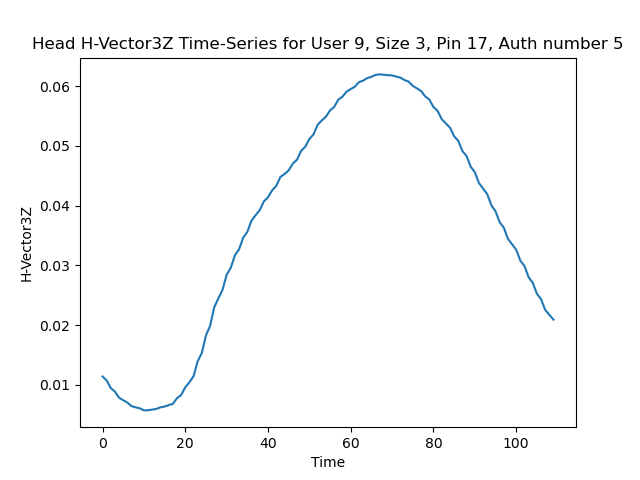 Head H-Vector3Z Time-Series for User 9, Size 3, Pin 17, Auth number 5
0.06
0.05
0.04
0.03
0.02
0.01
H-Vector3Z
0 20 40 60 80 100
Time